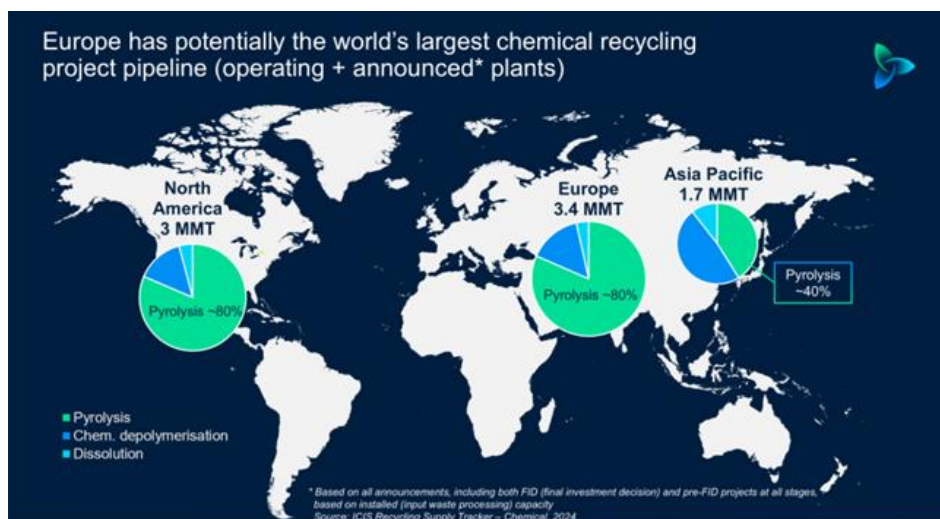 Europe has potentially the world's largest chemical recycling
project pipeline (operating + announced* plants)
North
America
3 MMT
Pyrolysis ~80%
Europe
3.4 MMT
Pyrolysis ~80%
Asia Pacific
1.7 MMT
Pyrolysis
~40%
Pyrolysis
Chem. depolymerisation
Dissolution
* Based on all announcements, including both FID (final investment decision) and pre-FID projects at all stages,
based on installed (input waste processing) capacity
Source: ICIS Recycling Supply Tracker – Chemical, 2024